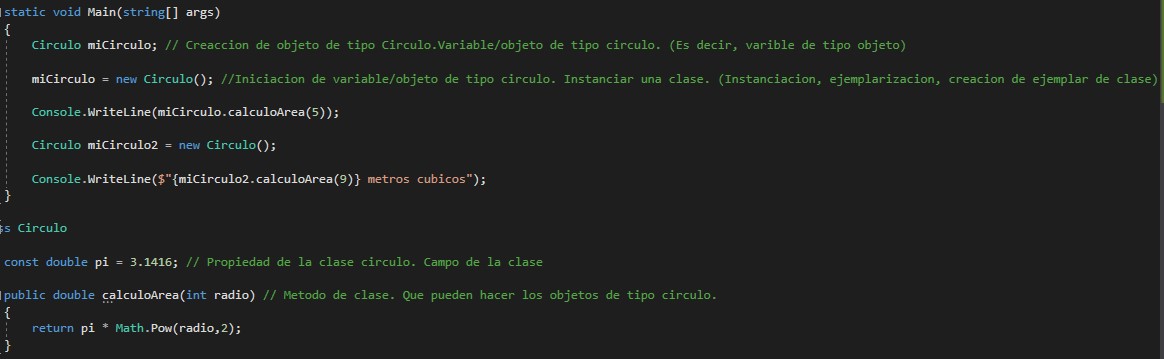 static void Main(string[] args)
{
Circulo miCirculo; // Creaccion de objeto de tipo Circulo.Variable/objeto de tipo circulo. (Es decir, varible de tipo objeto)
miCirculo = new Circulo(); //Iniciacion de variable/objeto de tipo circulo. Instanciar una clase. (Instanciacion, ejemplarizacion, creacion de ejemplar de clase)
Console.WriteLine(miCirculo.calculoArea(5));
Circulo miCirculo2 = new Circulo();
Console.WriteLine($"{miCirculo2.calculoArea(9)} metros cubicos");
}
s Circulo
const double pi = 3.1416; // Propiedad de la clase circulo. Campo de la clase
public double calculoArea(int radio) // Metodo de clase. Que pueden hacer los objetos de tipo circulo.
{
return pi * Math.Pow(radio,2);
}